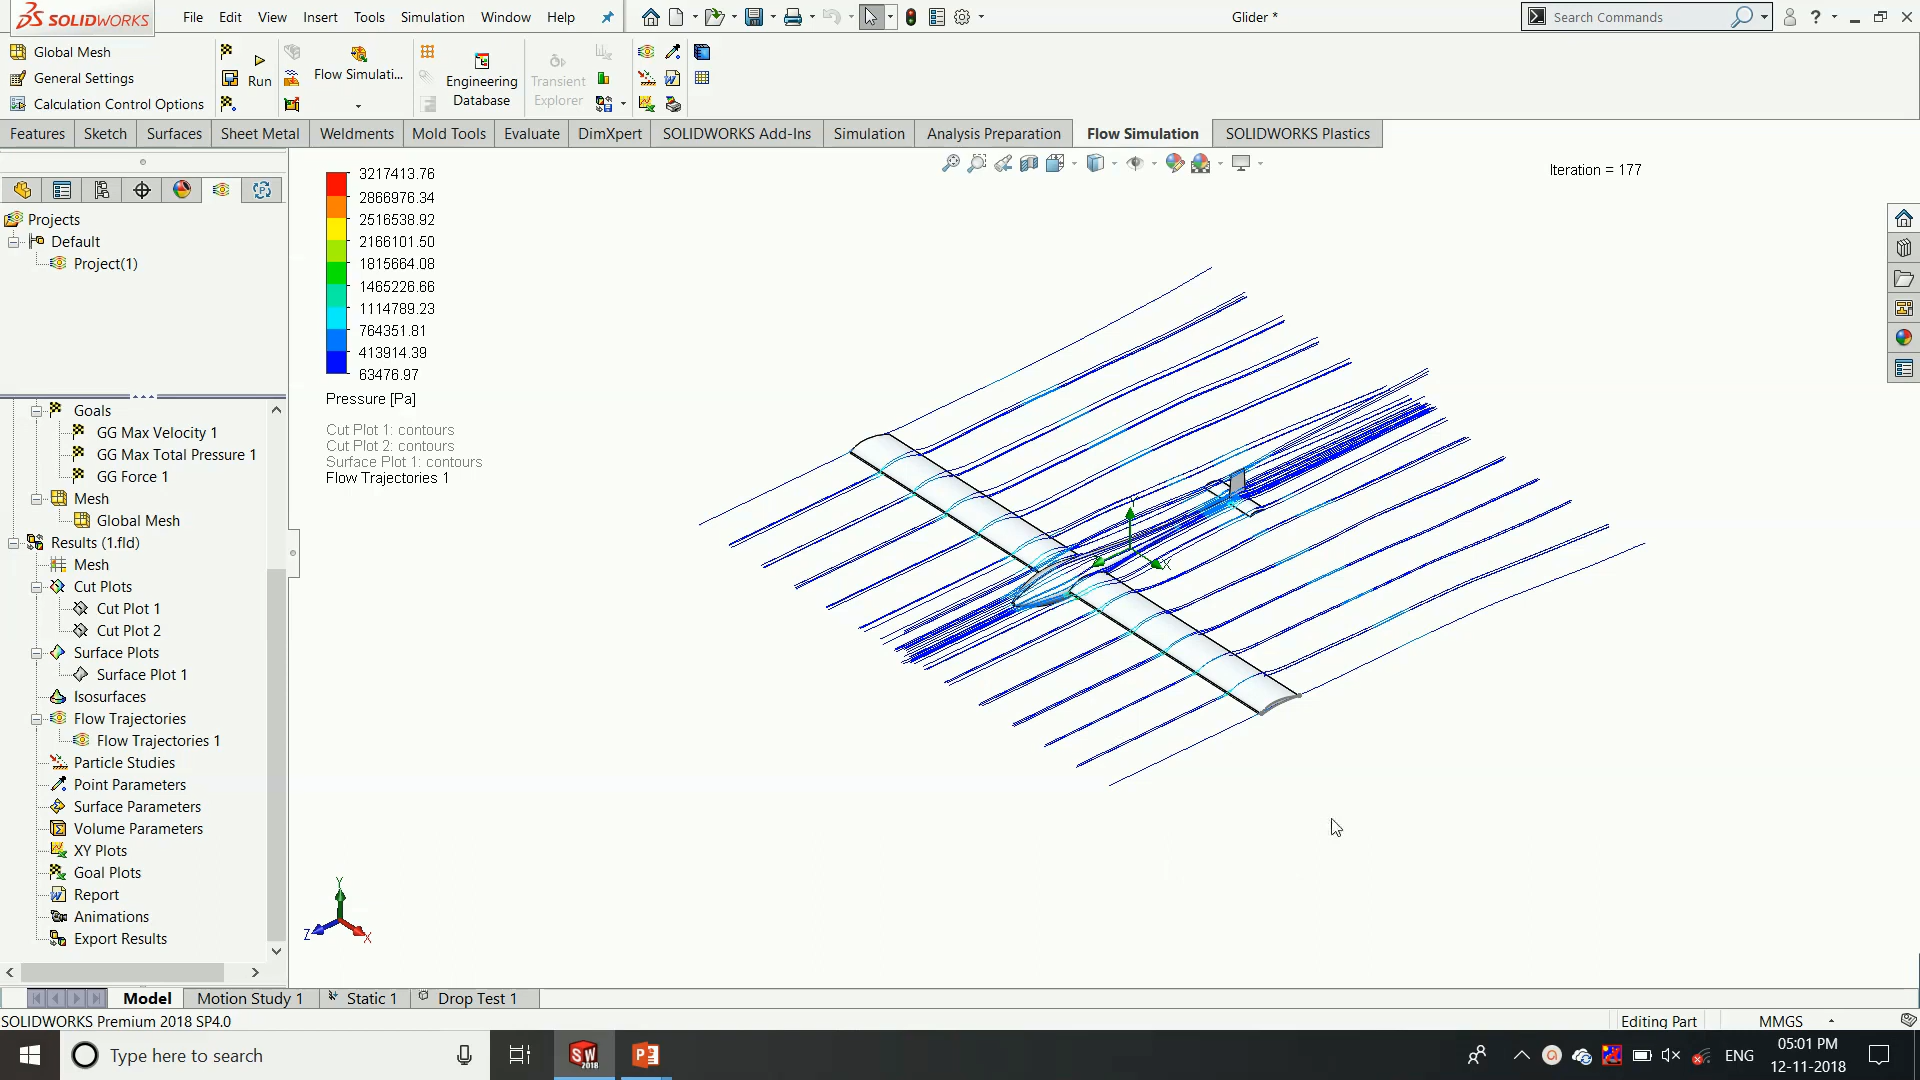 SOLIDWORKS
File Edit View Insert Tools Simulation Window Help
Glider *
Search Commands
Global Mesh
General Settings
Calculation Control Options
Run
Flow Simulati...
Engineering
Database
Transient
Explorer
Features Sketch Surfaces Sheet Metal Weldments Mold Tools Evaluate DimXpert SOLIDWORKS Add-Ins Simulation Analysis Preparation Flow Simulation SOLIDWORKS Plastics
Projects
Default
Project(1)
Goals
GG Max Velocity 1
GG Max Total Pressure 1
GG Force 1
Mesh
Global Mesh
Results (1.fld)
Mesh
Cut Plots
Cut Plot 1
Cut Plot 2
Surface Plots
Surface Plot 1
Isosurfaces
Flow Trajectories
Flow Trajectories 1
Particle Studies
Point Parameters
Surface Parameters
Volume Parameters
XY Plots
Goal Plots
Report
Animations
Export Results
3217413.76
2866976.34
2516538.92
2166101.50
1815664.08
1465226.66
1114789.23
764351.81
413914.39
63476.97
Pressure [Pa]
Cut Plot 1: contours
Cut Plot 2: contours
Surface Plot 1: contours
Flow Trajectories 1
Iteration = 177
X
Y
Z
X
Model Motion Study 1 Static 1 Drop Test 1
SOLIDWORKS Premium 2018 SP4.0
Editing Part
MMGS
Type here to search
ENG
05:01 PM
12-11-2018